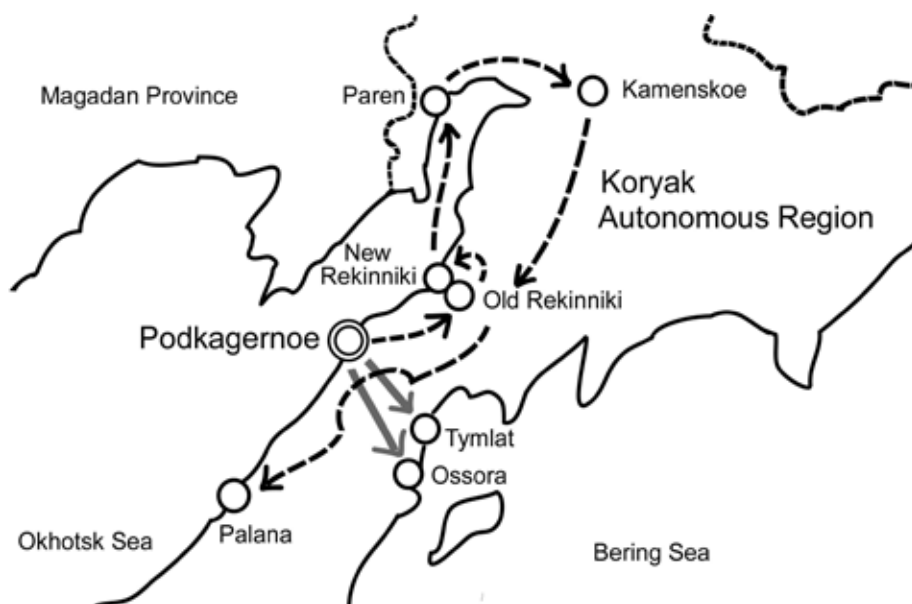 Magadan Province
Paren
Kamenskoe
Koryak
Autonomous Region
New
Rekinniki
Old Rekinniki
Podkagernoe
Tymlat
Ossora
Palana
Okhotsk Sea
Bering Sea